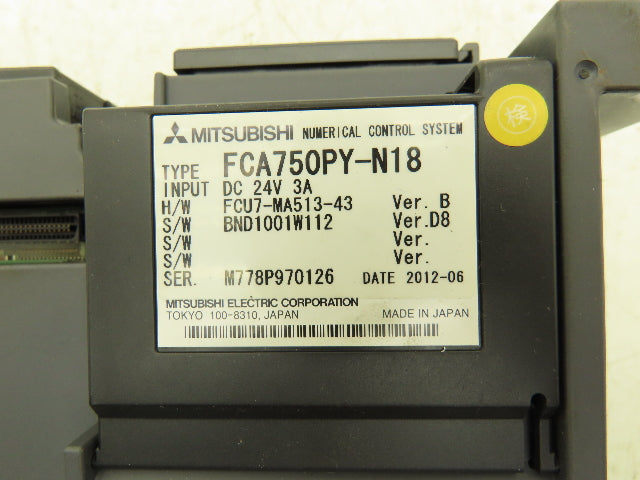 MITSUBISHI NUMERICAL CONTROL SYSTEM
TYPE FCA750PY-N18
INPUT DC 24V 3A
H/W FCU7-MA513-43 Ver. B
S/W BND1001W112 Ver.D8
S/W Ver.
S/W Ver.
SER. M778P970126 DATE 2012-06
MITSUBISHI ELECTRIC CORPORATION
TOKYO 100-8310, JAPAN MADE IN JAPAN
検